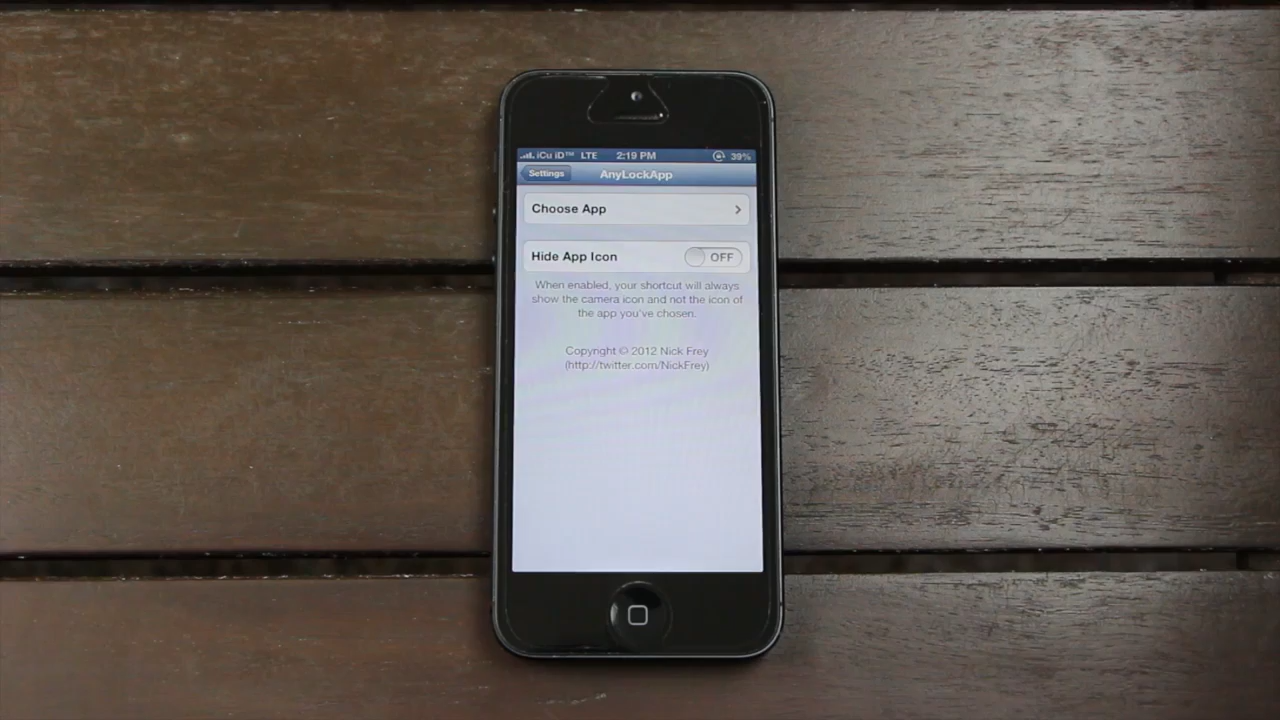 iCu iD™ LTE 2:19 PM 39%
Settings AnyLockApp
Choose App
Hide App Icon OFF
When enabled, your shortcut will always
show the camera icon and not the icon of
the app you've chosen.
Copyright © 2012 Nick Frey
(http://twitter.com/NickFrey)